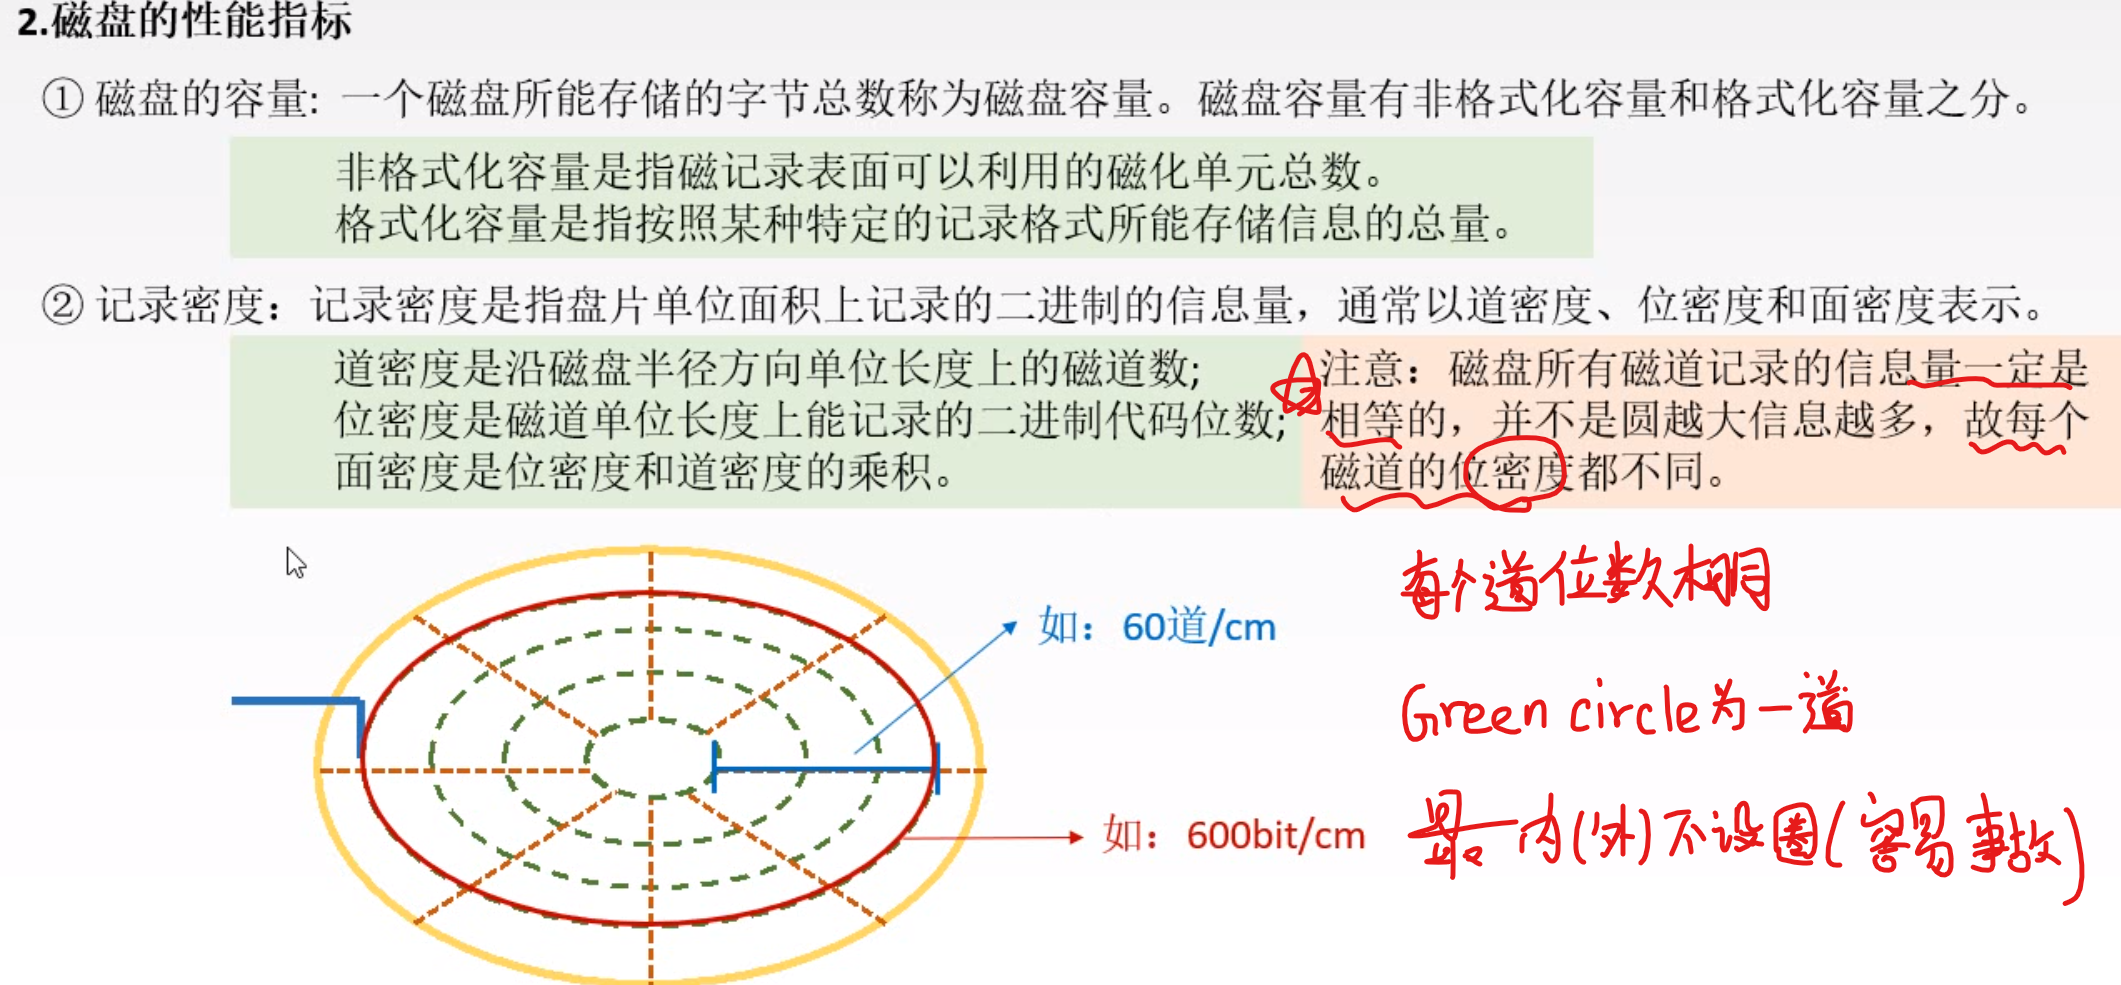 2.磁盘的性能指标
① 磁盘的容量：一个磁盘所能存储的字节总数称为磁盘容量。磁盘容量有非格式化容量和格式化容量之分。
非格式化容量是指磁记录表面可以利用的磁化单元总数。
格式化容量是指按照某种特定的记录格式所能存储信息的总量。
② 记录密度：记录密度是指盘片单位面积上记录的二进制的信息量，通常以道密度、位密度和面密度表示。
道密度是沿磁盘半径方向单位长度上的磁道数；
位密度是磁道单位长度上能记录的二进制代码位数；
面密度是位密度和道密度的乘积。
注意：磁盘所有磁道记录的信息量一定是
相等的，并不是圆越大信息越多，故每个
磁道的位密度都不同。
每个道位数相同
如：60道/cm
Green circle为一道
如：600bit/cm
最内(外)不设圈(容易事故)